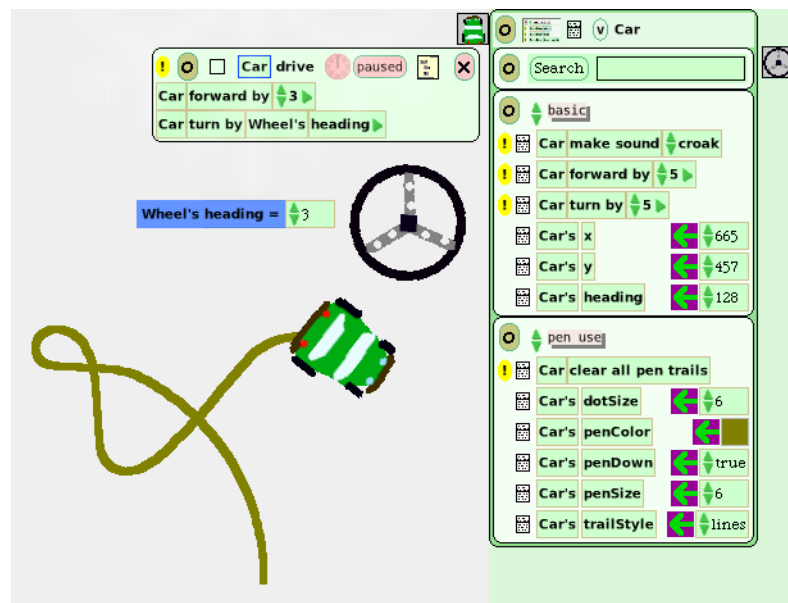 v Car
! Car drive paused
Search
Car forward by 3
Car turn by Wheel's heading
basic
! Car make sound croak
! Car forward by 5
! Car turn by 5
Wheel's heading = 3
Car's x 665
Car's y 457
Car's heading 128
pen use
! Car clear all pen trails
Car's dotSize 6
Car's penColor
Car's penDown true
Car's penSize 6
Car's trailStyle lines